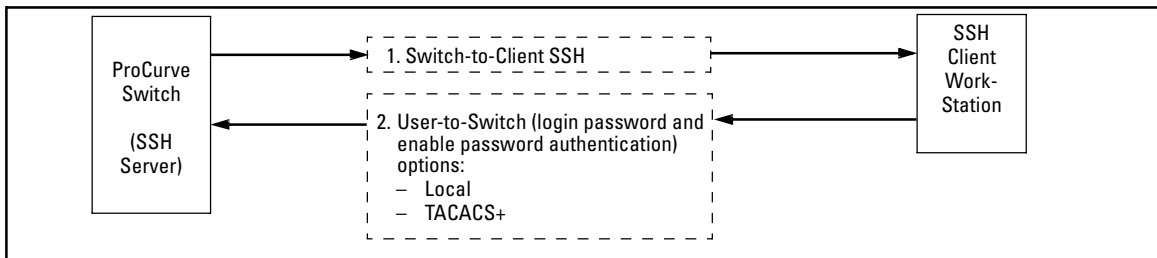 ProCurve
Switch
(SSH
Server)
1. Switch-to-Client SSH
2. User-to-Switch (login password and
enable password authentication)
options:
– Local
– TACACS+
SSH
Client
Work-
Station